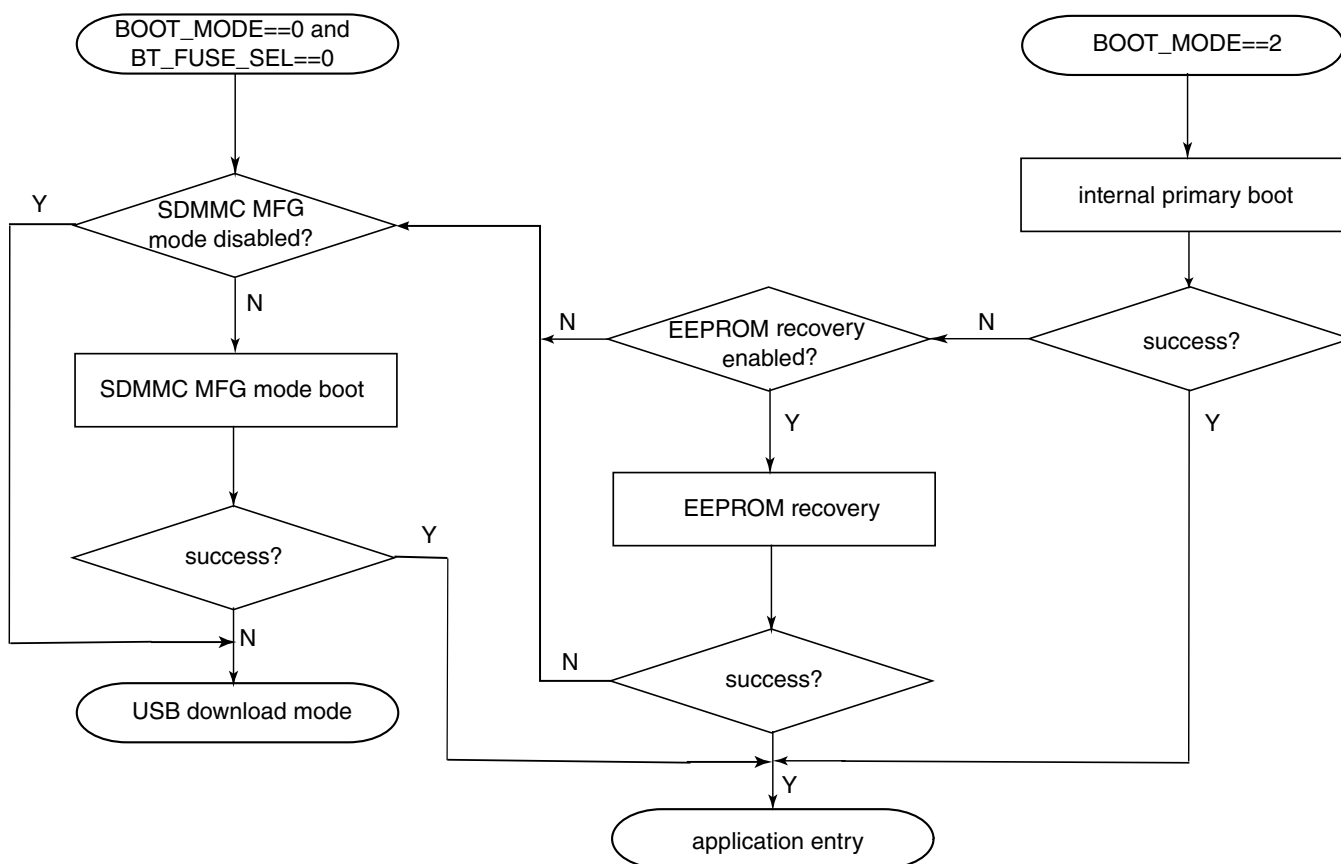 BOOT_MODE==0 and
BT_FUSE_SEL==0
BOOT_MODE==2
internal primary boot
Y
SDMMC MFG
mode disabled?
N
N
EEPROM recovery
enabled?
N
success?
SDMMC MFG mode boot
Y
Y
EEPROM recovery
Y
success?
N
N
success?
USB download mode
Y
application entry